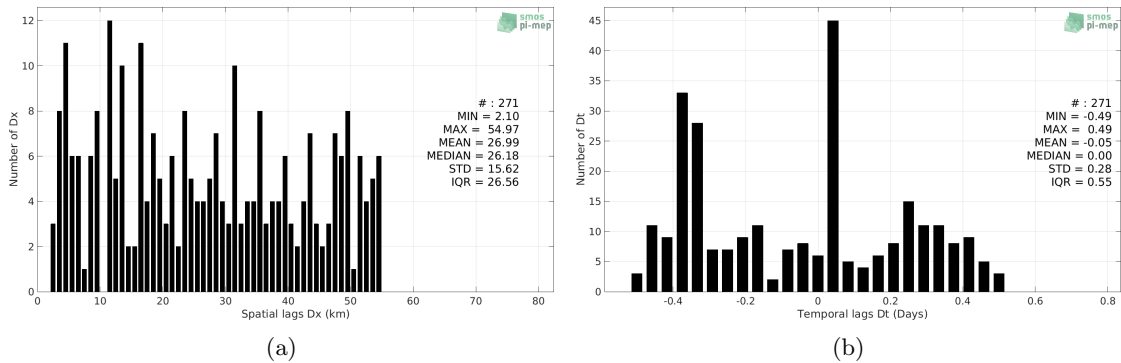 smos
pi-mep
Number of Dx
12
10
8
6
4
2
0
# : 271
MIN = 2.10
MAX = 54.97
MEAN = 26.99
MEDIAN = 26.18
STD = 15.62
IQR = 26.56
0 10 20 30 40 50 60 70 80
Spatial lags Dx (km)
(a)
smos
pi-mep
Number of Dt
45
40
35
30
25
20
15
10
5
0
# : 271
MIN = -0.49
MAX = 0.49
MEAN = -0.05
MEDIAN = 0.00
STD = 0.28
IQR = 0.55
-0.4 -0.2 0 0.2 0.4 0.6 0.8
Temporal lags Dt (Days)
(b)